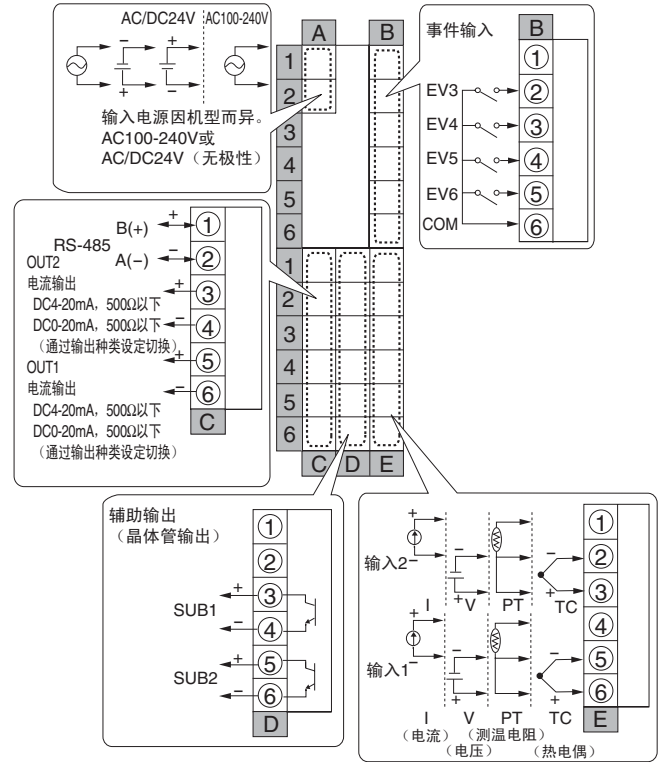 AC/DC24V AC100-240V
− + − +
输入电源因机型而异。
AC100-240V或
AC/DC24V（无极性）
A B
1
2
3
4
5
6
1
2
3
4
5
6
C D E
事件输入 B
①
EV3 ②
EV4 ③
EV5 ④
EV6 ⑤
COM ⑥
B(+) + ①
RS-485
A(−) − ②
OUT2
电流输出 + ③
DC4-20mA，500Ω以下
DC0-20mA，500Ω以下 − ④
（通过输出种类设定切换）
OUT1 + ⑤
电流输出 − ⑥
DC4-20mA，500Ω以下
DC0-20mA，500Ω以下
（通过输出种类设定切换）
C
辅助输出
（晶体管输出）
①
②
SUB1 + ③
− ④
SUB2 + ⑤
− ⑥
D
①
输入2 + − − + − + ②
③
I V PT TC
④
输入1 + − − + − + ⑤
⑥
I V PT TC E
（电流） （测温电阻）
（电压） （热电偶）